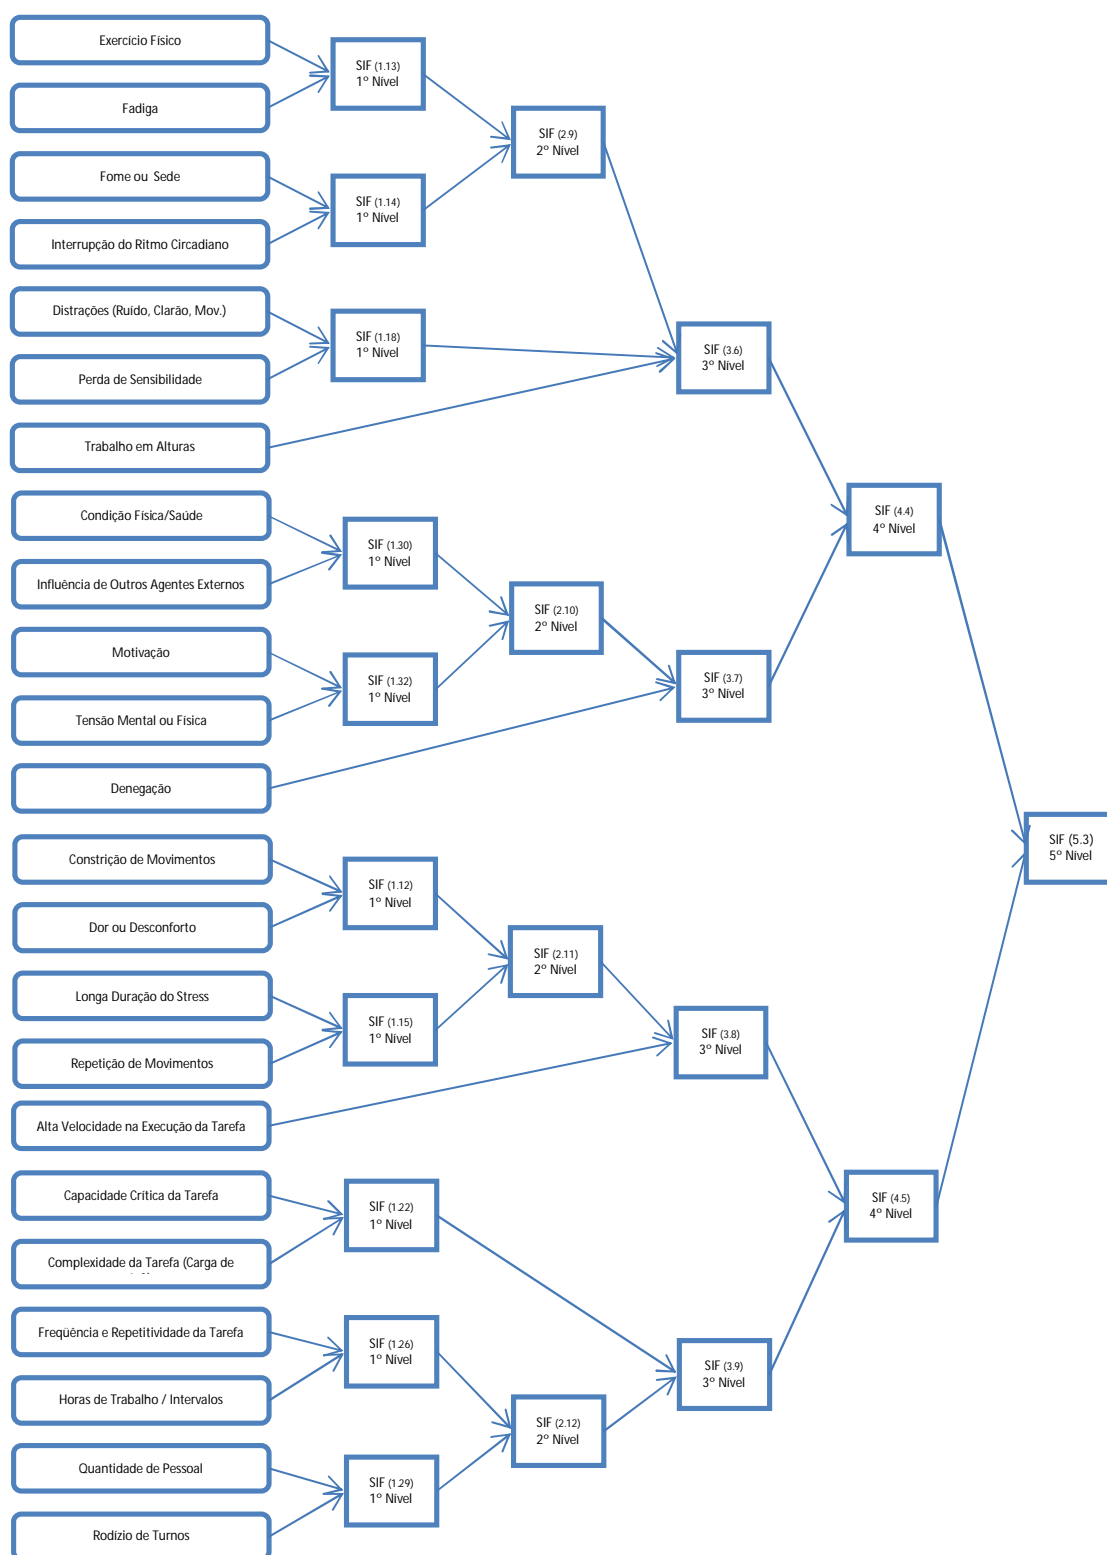 Exercício Físico
Fadiga
Fome ou Sede
Interrupção do Ritmo Circadiano
Distrações (Ruído, Clarão, Mov.)
Perda de Sensibilidade
Trabalho em Alturas
Condição Física/Saúde
Influência de Outros Agentes Externos
Motivação
Tensão Mental ou Física
Denegação
Constrição de Movimentos
Dor ou Desconforto
Longa Duração do Stress
Repetição de Movimentos
Alta Velocidade na Execução da Tarefa
Capacidade Crítica da Tarefa
Complexidade da Tarefa (Carga de
Freqüência e Repetitividade da Tarefa
Horas de Trabalho / Intervalos
Quantidade de Pessoal
Rodízio de Turnos
SIF (1.13)
1º Nível
SIF (1.14)
1º Nível
SIF (1.18)
1º Nível
SIF (1.30)
1º Nível
SIF (1.32)
1º Nível
SIF (1.12)
1º Nível
SIF (1.15)
1º Nível
SIF (1.22)
1º Nível
SIF (1.26)
1º Nível
SIF (1.29)
1º Nível
SIF (2.9)
2º Nível
SIF (2.10)
2º Nível
SIF (2.11)
2º Nível
SIF (2.12)
2º Nível
SIF (3.6)
3º Nível
SIF (3.7)
3º Nível
SIF (3.8)
3º Nível
SIF (3.9)
3º Nível
SIF (4.4)
4º Nível
SIF (4.5)
4º Nível
SIF (5.3)
5º Nível